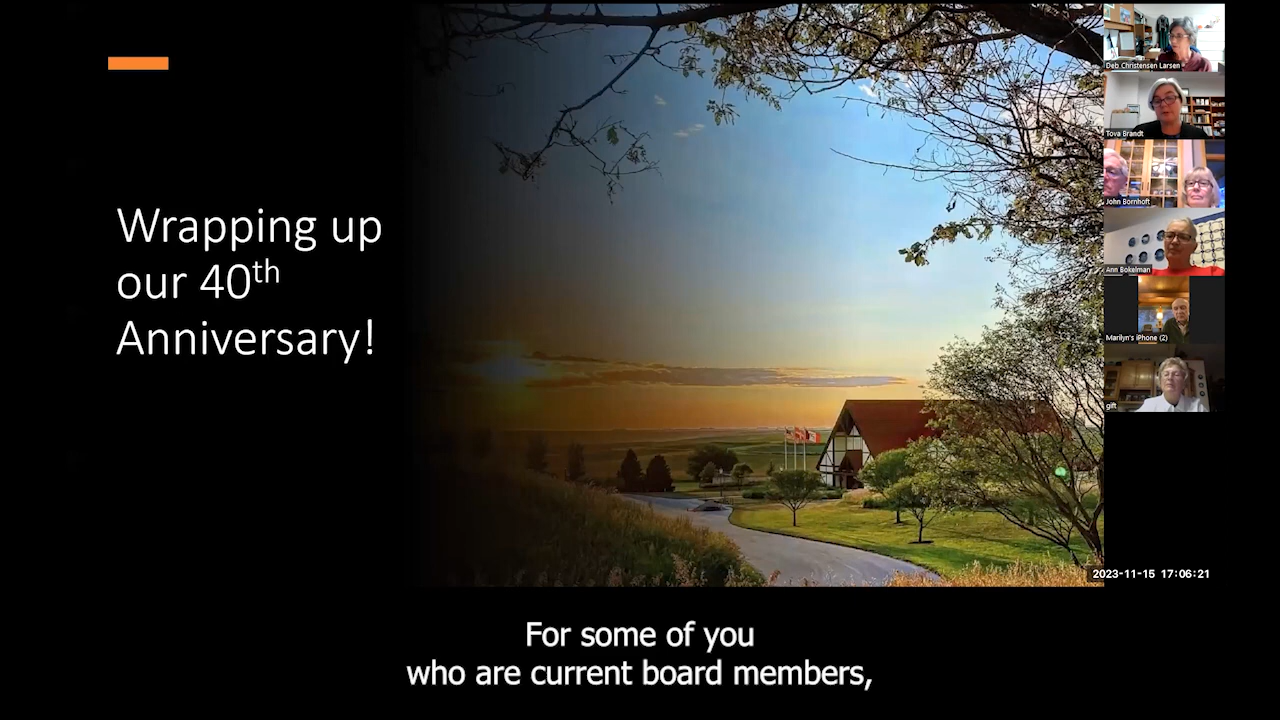 Wrapping up
our 40th
Anniversary!
Deb Christensen Larsen
Tova Brandt
John Bornhoft
Ann Bokelman
Marilyn's iPhone (2)
gift
2023-11-15 17:06:21
For some of you
who are current board members,